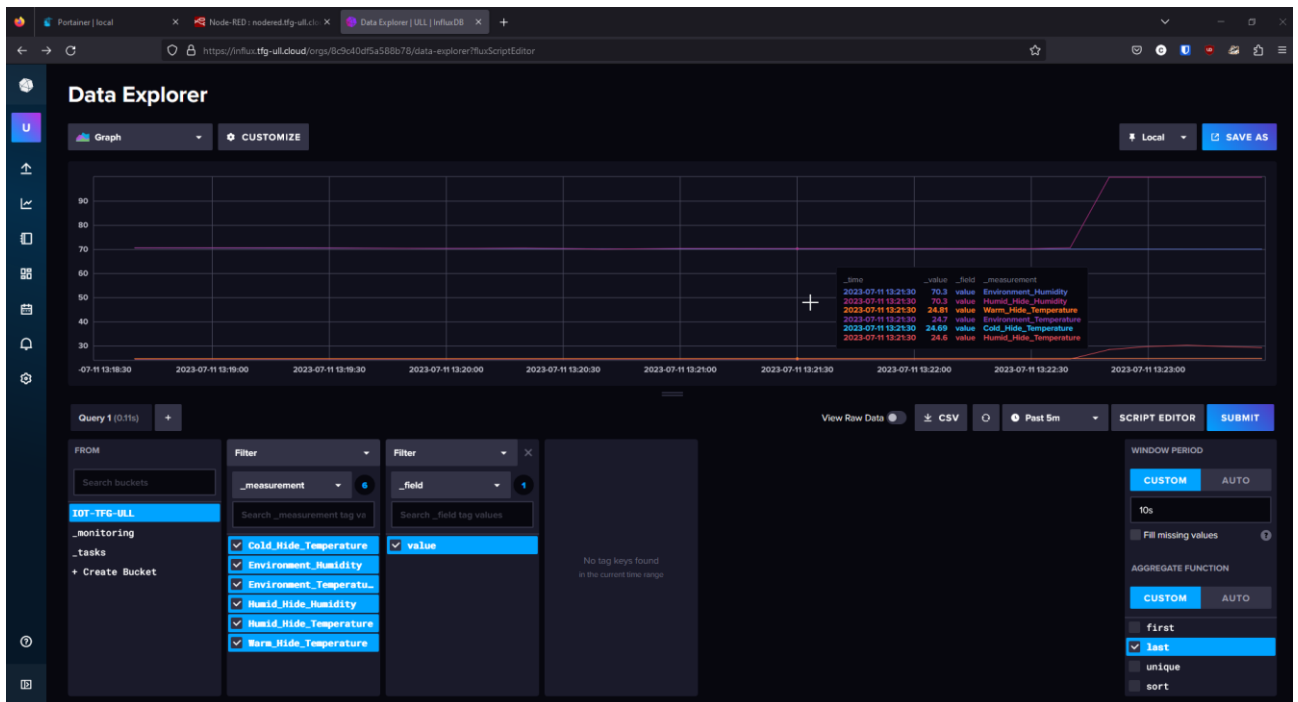 Portainer | local
Node-RED : nodered.tfg-ull.clo
Data Explorer | ULL | InfluxDB
https://influx.tfg-ull.cloud/orgs/8c9c40df5a588b78/data-explorer?fluxScriptEditor
U
Data Explorer
Graph
CUSTOMIZE
Local
SAVE AS
90
80
70
60
50
40
30
_time _value _field _measurement
2023-07-11 13:21:30 70.3 value Environment_Humidity
2023-07-11 13:21:30 70.3 value Humid_Hide_Humidity
2023-07-11 13:21:30 24.81 value Warm_Hide_Temperature
2023-07-11 13:21:30 24.7 value Environment_Temperature
2023-07-11 13:21:30 24.69 value Cold_Hide_Temperature
2023-07-11 13:21:30 24.6 value Humid_Hide_Temperature
-07-11 13:18:30 2023-07-11 13:19:00 2023-07-11 13:19:30 2023-07-11 13:20:00 2023-07-11 13:20:30 2023-07-11 13:21:00 2023-07-11 13:21:30 2023-07-11 13:22:00 2023-07-11 13:22:30 2023-07-11 13:23:00
Query 1 (0.11s) +
View Raw Data CSV Past 5m SCRIPT EDITOR SUBMIT
FROM
Search buckets
IOT-TFG-ULL
_monitoring
_tasks
+ Create Bucket
Filter
_measurement 6
Search _measurement tag va
Cold_Hide_Temperature
Environment_Humidity
Environment_Temperatu...
Humid_Hide_Humidity
Humid_Hide_Temperature
Warm_Hide_Temperature
Filter
_field 1
Search _field tag values
value
No tag keys found
in the current time range
WINDOW PERIOD
CUSTOM AUTO
10s
Fill missing values ?
AGGREGATE FUNCTION
CUSTOM AUTO
first
last
unique
sort